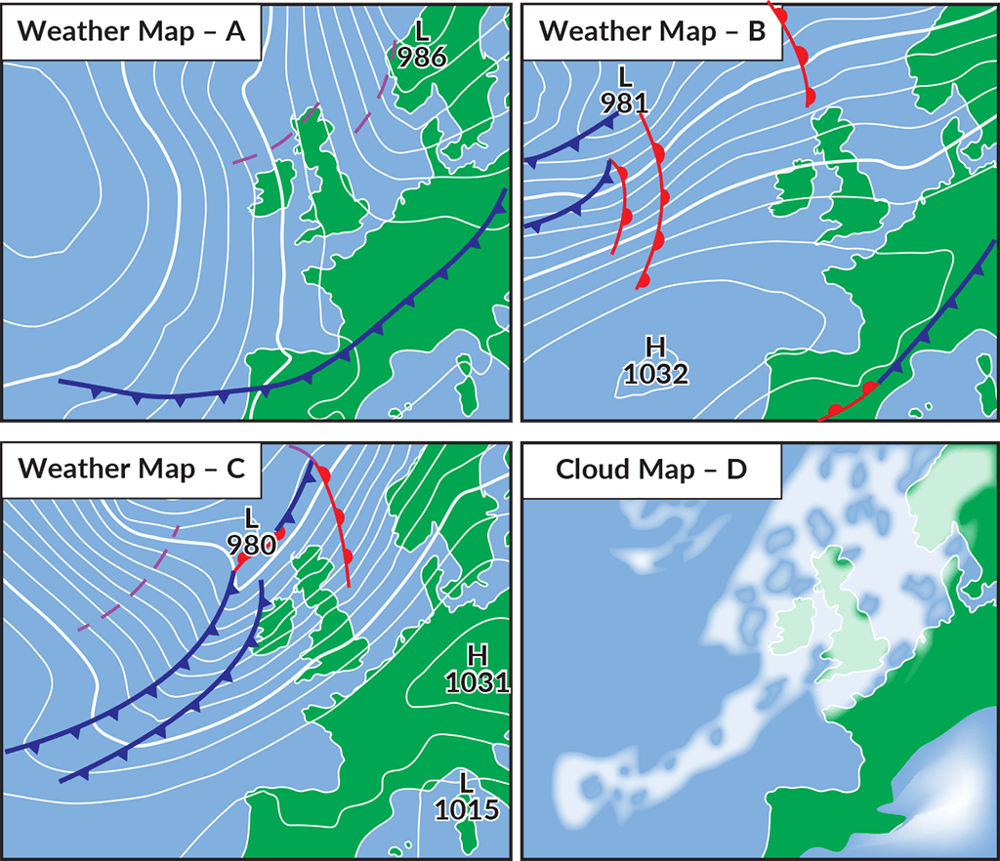 Weather Map – A
L
986
Weather Map – B
L
981
H
1032
Weather Map – C
L
980
H
1031
L
1015
Cloud Map – D